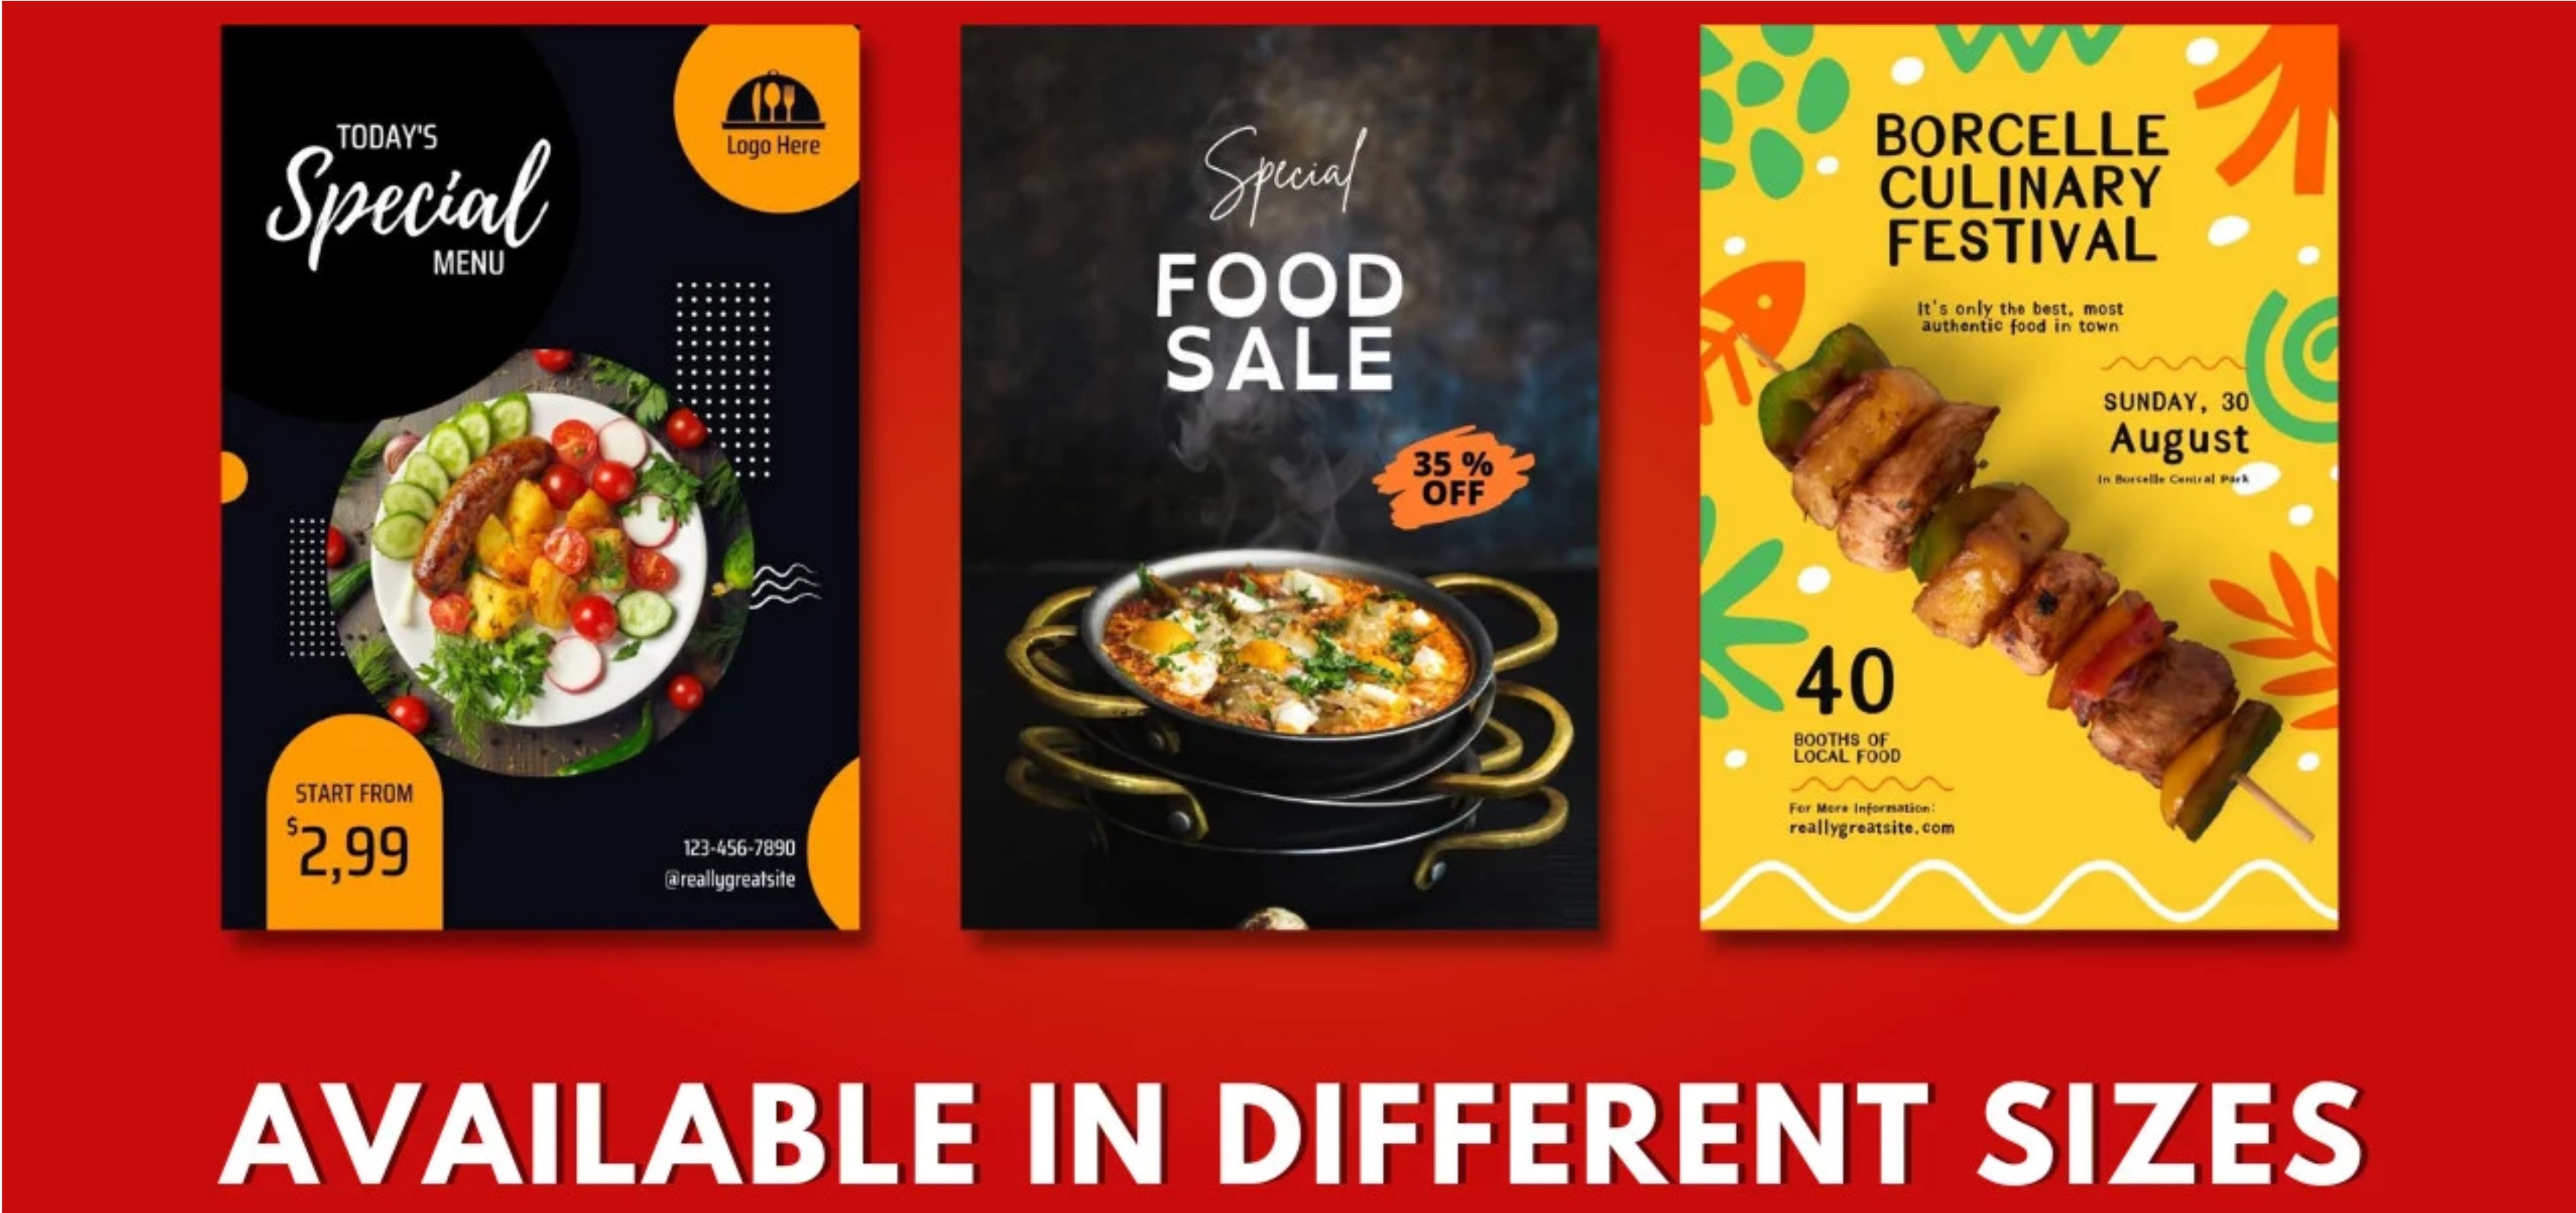 TODAY'S
Special
MENU
Logo Here
START FROM
$2,99
123-456-7890
@reallygreatsite
Special
FOOD
SALE
35 %
OFF
BORCELLE
CULINARY
FESTIVAL
It's only the best, most
authentic food in town
SUNDAY, 30
August
In Borcelle Central Park
40
BOOTHS OF
LOCAL FOOD
For More Information:
reallygreatsite.com
AVAILABLE IN DIFFERENT SIZES